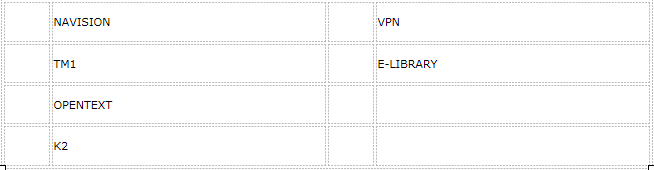 NAVISION VPN
TM1 E-LIBRARY
OPENTEXT
K2